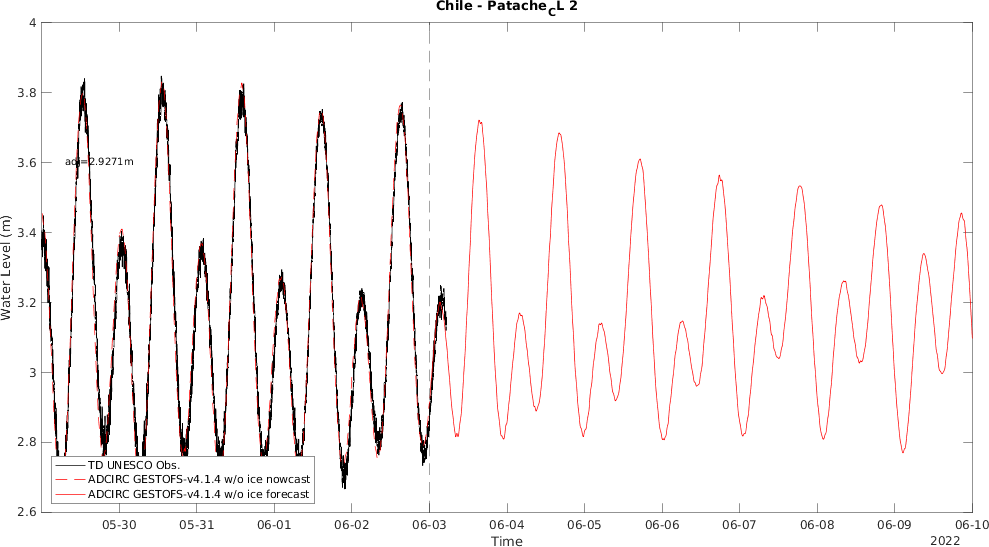 Chile - Patache_CL 2
4
3.8
3.6
3.4
3.2
3
2.8
2.6
Water Level (m)
adj=2.9271m
TD UNESCO Obs.
ADCIRC GESTOFS-v4.1.4 w/o ice nowcast
ADCIRC GESTOFS-v4.1.4 w/o ice forecast
05-30 05-31 06-01 06-02 06-03 06-04 06-05 06-06 06-07 06-08 06-09 06-10
Time
2022